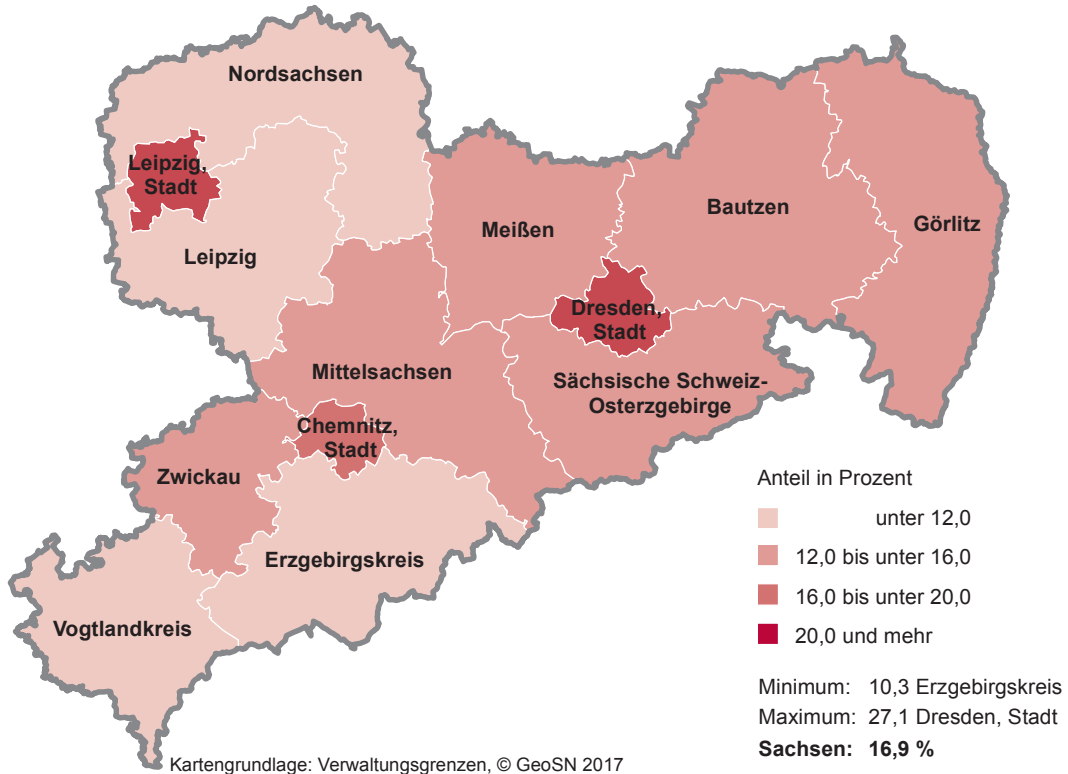 Nordsachsen
Leipzig,
Stadt
Leipzig
Meißen
Bautzen
Görlitz
Dresden,
Stadt
Mittelsachsen
Sächsische Schweiz-
Osterzgebirge
Chemnitz,
Stadt
Zwickau
Erzgebirgskreis
Vogtlandkreis
Anteil in Prozent
unter 12,0
12,0 bis unter 16,0
16,0 bis unter 20,0
20,0 und mehr
Minimum: 10,3 Erzgebirgskreis
Maximum: 27,1 Dresden, Stadt
Sachsen: 16,9 %
Kartengrundlage: Verwaltungsgrenzen, © GeoSN 2017